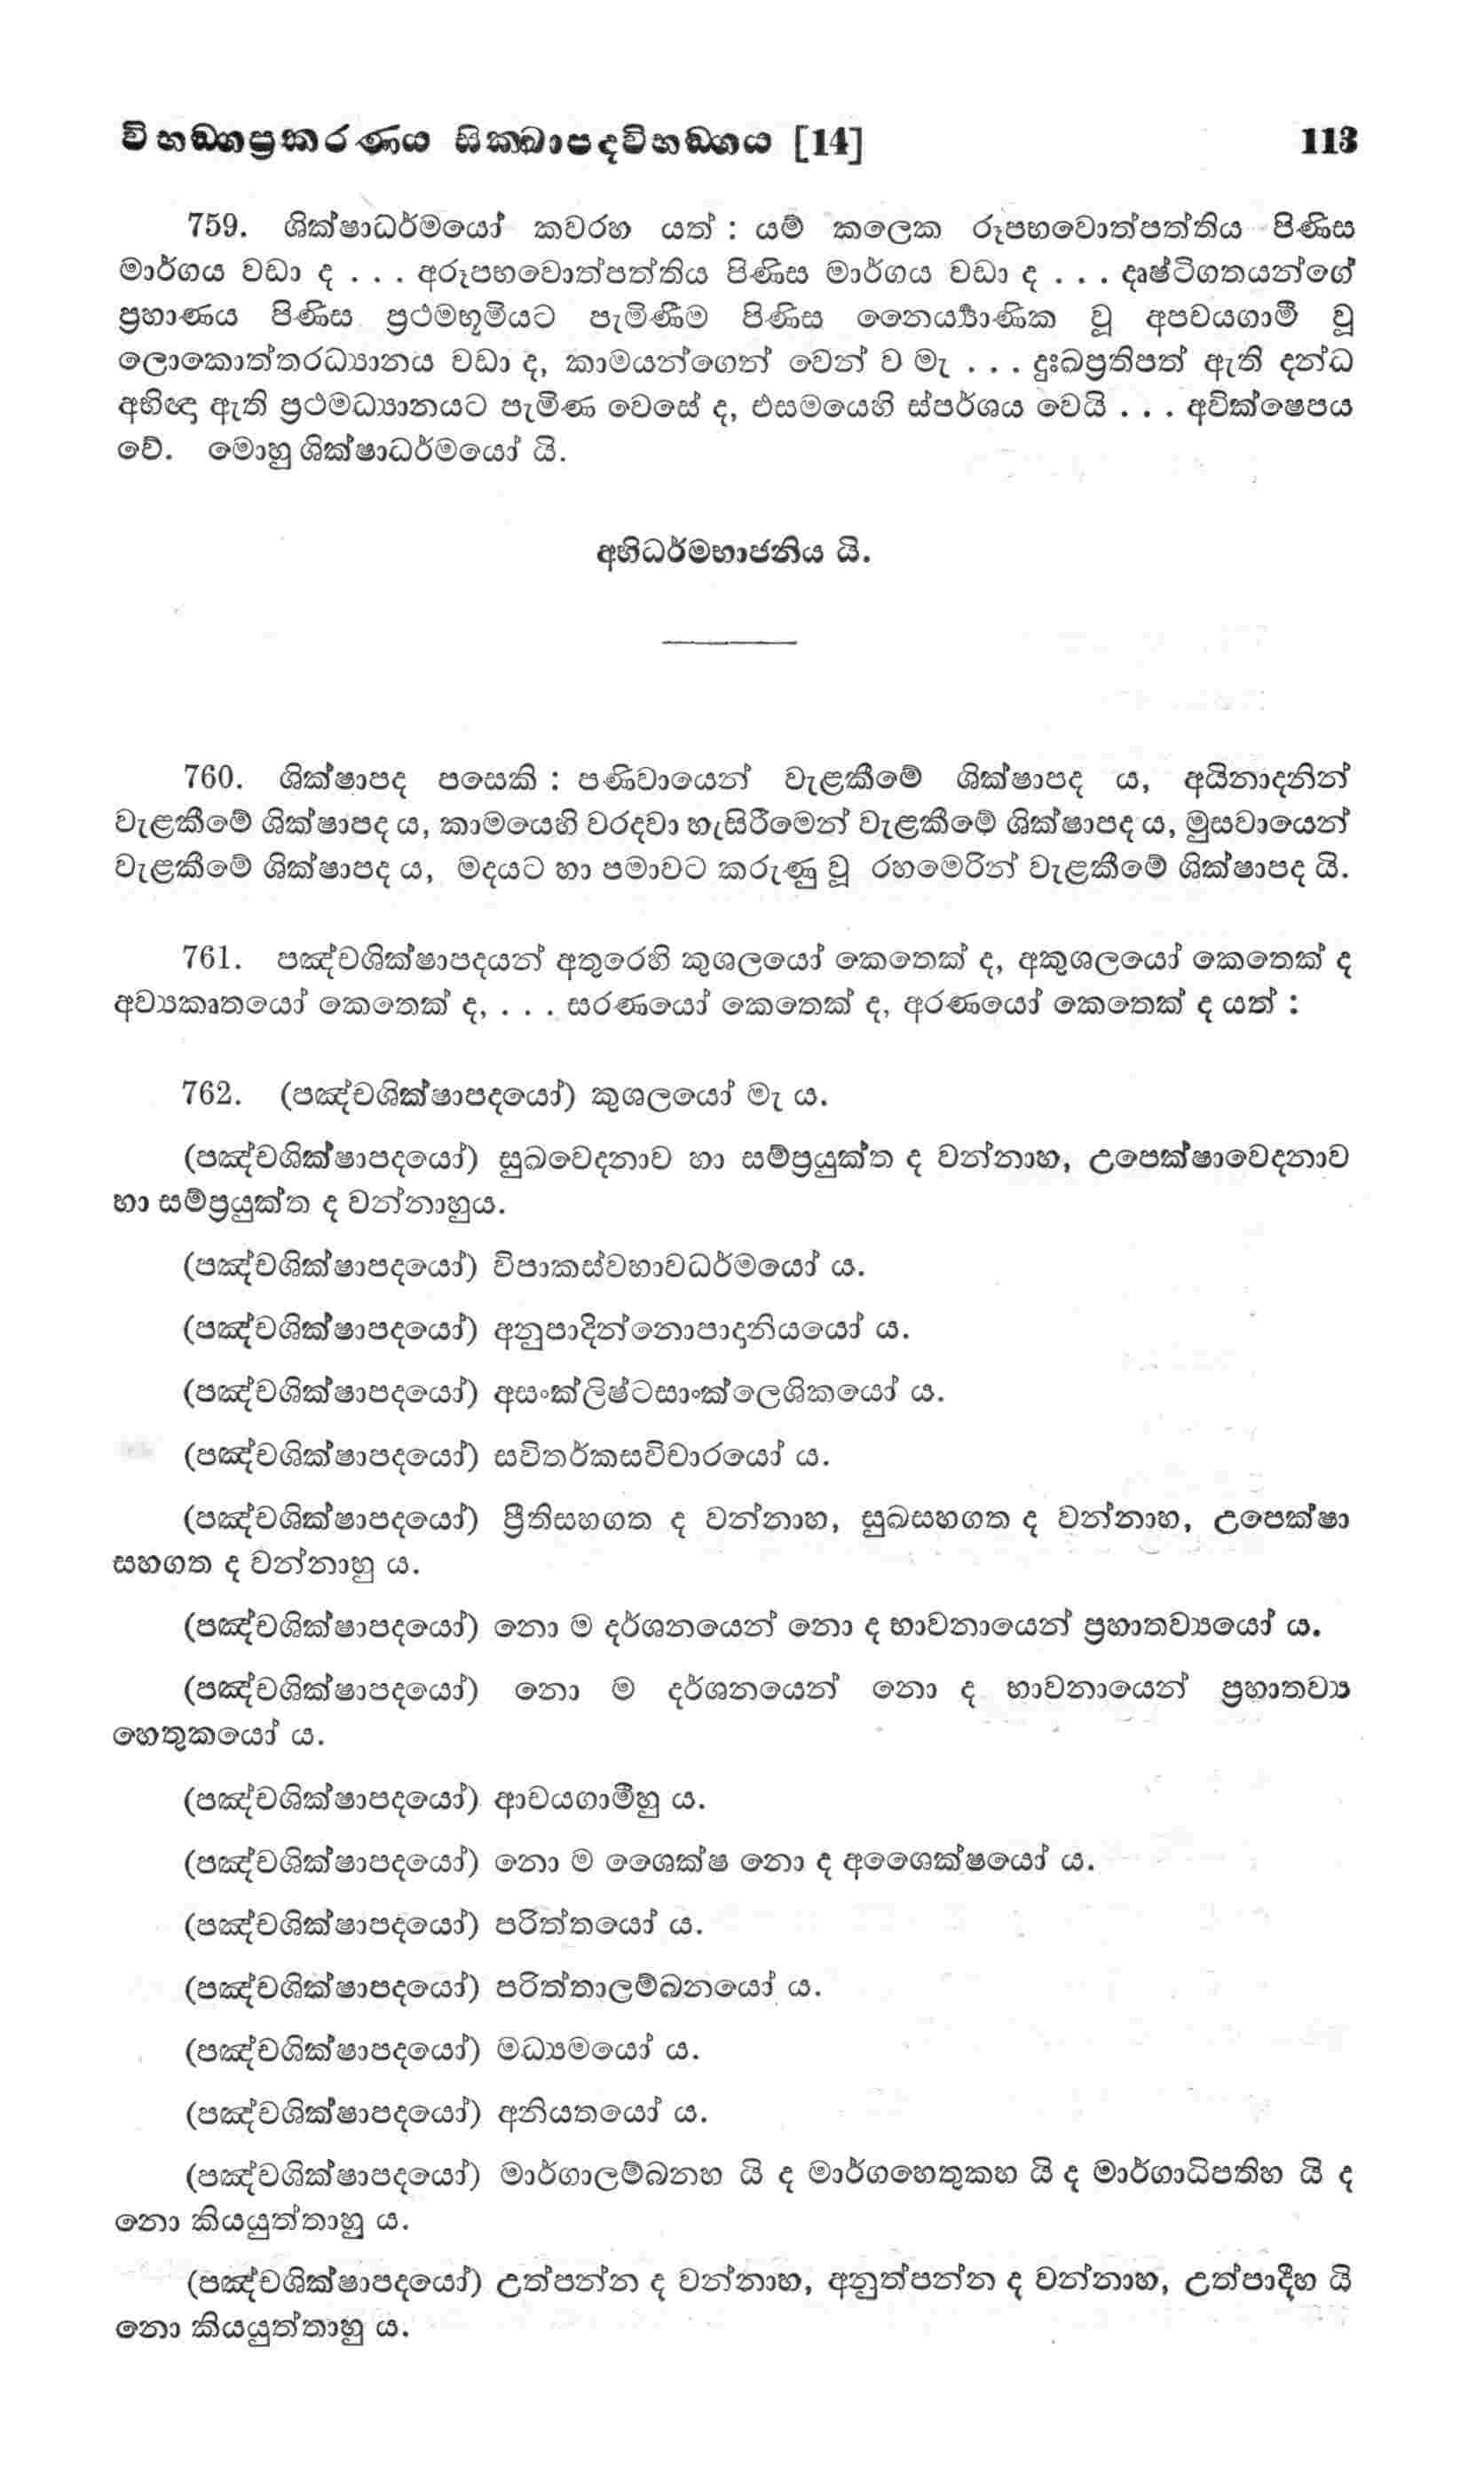 විභඞ්ගප්‍රකරණය සික්ඛාපදවිභඞ්ගය [14] 113
759. ශික්ෂාධර්මයෝ කවරහ යත් : යම් කලෙක රූපභවොත්පත්තිය පිණිස
මාර්ගය වඩා ද . . . අරූපභවොත්පත්තිය පිණිස මාර්ගය වඩා ද . . . දෘෂ්ටිගතයන්ගේ
ප්‍රහාණය පිණිස ප්‍රථමභූමියට පැමිණීම පිණිස නෛය්‍යාණික වූ අපචයගාමී වූ
ලොකොත්තරධ්‍යානය වඩා ද, කාමයන්ගෙන් වෙන් ව මැ . . . දුඃඛප්‍රතිපත් ඇති දන්ධ
අභිඥා ඇති ප්‍රථමධ්‍යානයට පැමිණ වෙසේ ද, එසමයෙහි ස්පර්ශය වෙයි . . . අවික්ෂෙපය
වේ. මොහු ශික්ෂාධර්මයෝ යි.
අභිධර්මභාජනිය යි.
760. ශික්ෂාපද පසෙකි : පණිවායෙන් වැළකීමේ ශික්ෂාපද ය, අයිනාදනින්
වැළකීමේ ශික්ෂාපද ය, කාමයෙහි වරදවා හැසිරීමෙන් වැළකීමේ ශික්ෂාපද ය, මුසවායෙන්
වැළකීමේ ශික්ෂාපද ය, මදයට හා පමාවට කරුණු වූ රහමෙරින් වැළකීමේ ශික්ෂාපද යි.
761. පඤ්චශික්ෂාපදයන් අතුරෙහි කුශලයෝ කෙතෙක් ද, අකුශලයෝ කෙතෙක් ද
අව්‍යකෘතයෝ කෙතෙක් ද, . . . සරණයෝ කෙතෙක් ද, අරණයෝ කෙතෙක් ද යත් :
762. (පඤ්චශික්ෂාපදයෝ) කුශලයෝ මැ ය.
(පඤ්චශික්ෂාපදයෝ) සුඛවෙදනාව හා සම්ප්‍රයුක්ත ද වන්නාහ, උපෙක්ෂාවෙදනාව
හා සම්ප්‍රයුක්ත ද වන්නාහුය.
(පඤ්චශික්ෂාපදයෝ) විපාකස්වභාවධර්මයෝ ය.
(පඤ්චශික්ෂාපදයෝ) අනුපාදින්නොපාදානියයෝ ය.
(පඤ්චශික්ෂාපදයෝ) අසංක්ලිෂ්ටසාංක්ලෙශිකයෝ ය.
(පඤ්චශික්ෂාපදයෝ) සවිතර්කසවිචාරයෝ ය.
(පඤ්චශික්ෂාපදයෝ) ප්‍රීතිසහගත ද වන්නාහ, සුඛසහගත ද වන්නාහ, උපෙක්ෂා
සහගත ද වන්නාහු ය.
(පඤ්චශික්ෂාපදයෝ) නො ම දර්ශනයෙන් නො ද භාවනායෙන් ප්‍රහාතව්‍යයෝ ය.
(පඤ්චශික්ෂාපදයෝ) නො ම දර්ශනයෙන් නො ද භාවනායෙන් ප්‍රහාතව්‍ය
හෙතුකයෝ ය.
(පඤ්චශික්ෂාපදයෝ) ආචයගාමීහු ය.
(පඤ්චශික්ෂාපදයෝ) නො ම ශෛක්ෂ නො ද අශෛක්ෂයෝ ය.
(පඤ්චශික්ෂාපදයෝ) පරිත්තයෝ ය.
(පඤ්චශික්ෂාපදයෝ) පරිත්තාලම්බනයෝ ය.
(පඤ්චශික්ෂාපදයෝ) මධ්‍යමයෝ ය.
(පඤ්චශික්ෂාපදයෝ) අනියතයෝ ය.
(පඤ්චශික්ෂාපදයෝ) මාර්ගාලම්බනහ යි ද මාර්ගහෙතුකහ යි ද මාර්ගාධිපතිහ යි ද
නො කියයුත්තාහු ය.
(පඤ්චශික්ෂාපදයෝ) උත්පන්න ද වන්නාහ, අනුත්පන්න ද වන්නාහ, උත්පාදීහ යි
නො කියයුත්තාහු ය.